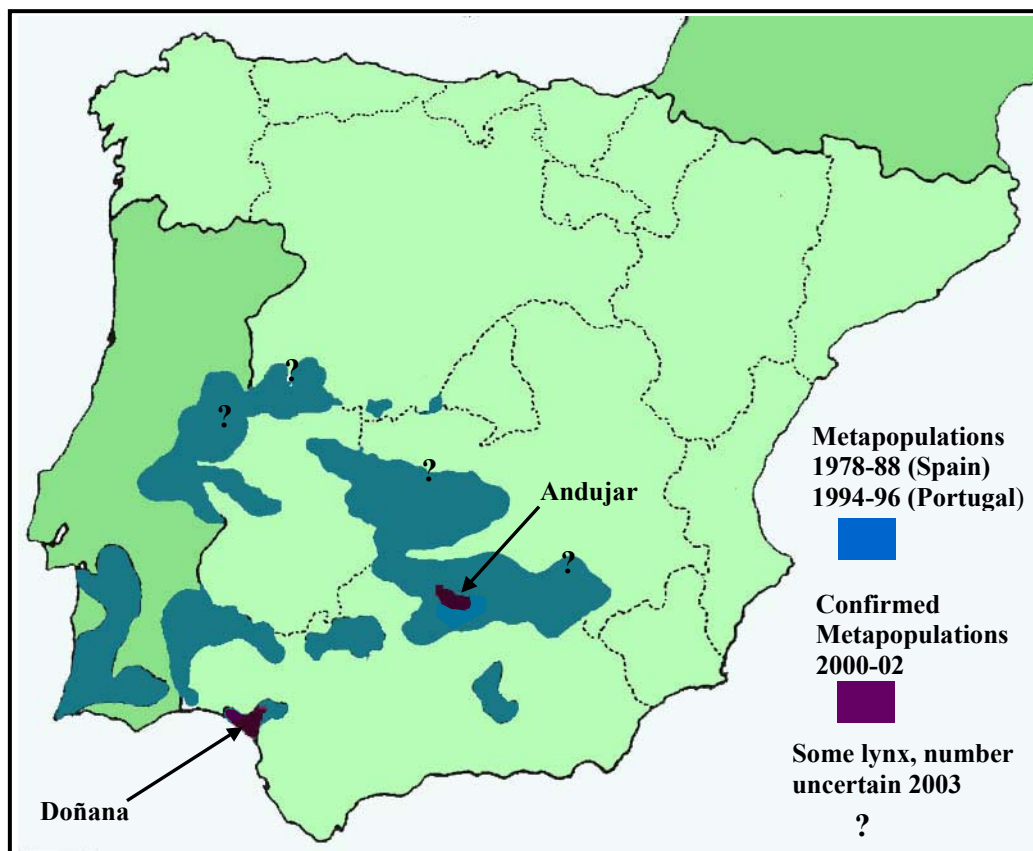 ?
?
?
Andujar
?
Doñana
Metapopulations
1978-88 (Spain)
1994-96 (Portugal)
Confirmed
Metapopulations
2000-02
Some lynx, number
uncertain 2003
?